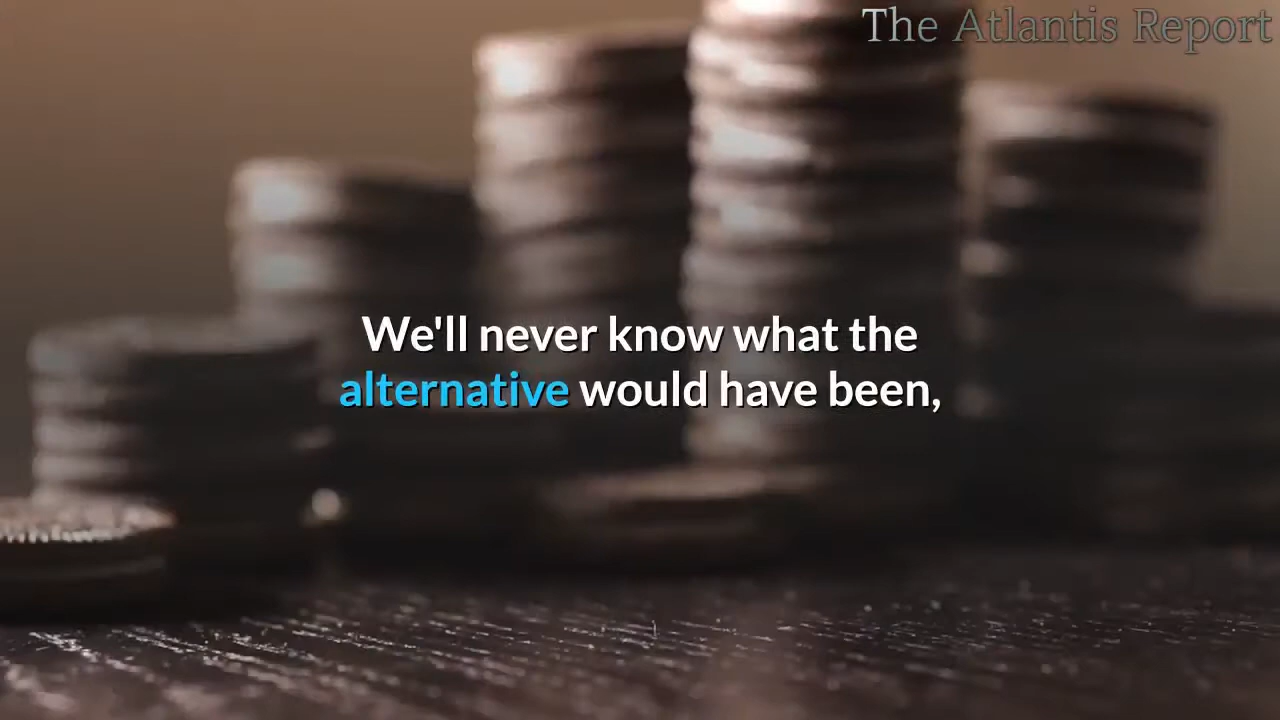 The Atlantis Report
We'll never know what the
alternative would have been,